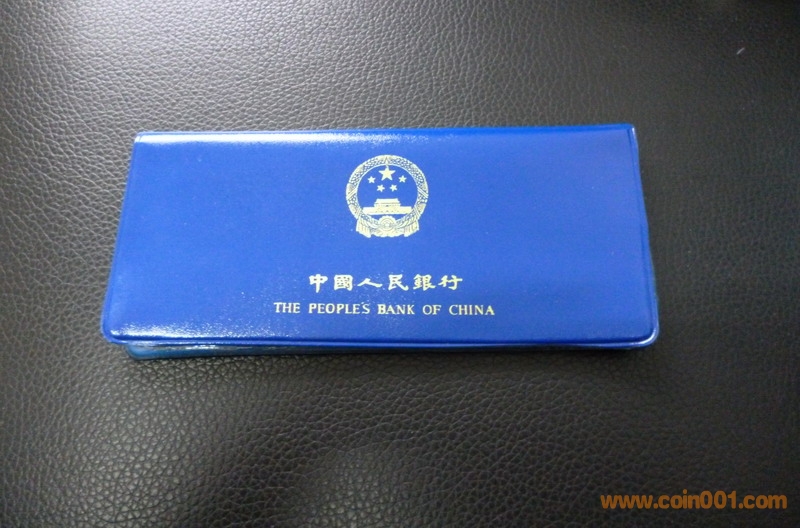 中國人民銀行
THE PEOPLE'S BANK OF CHINA
www.coin001.com